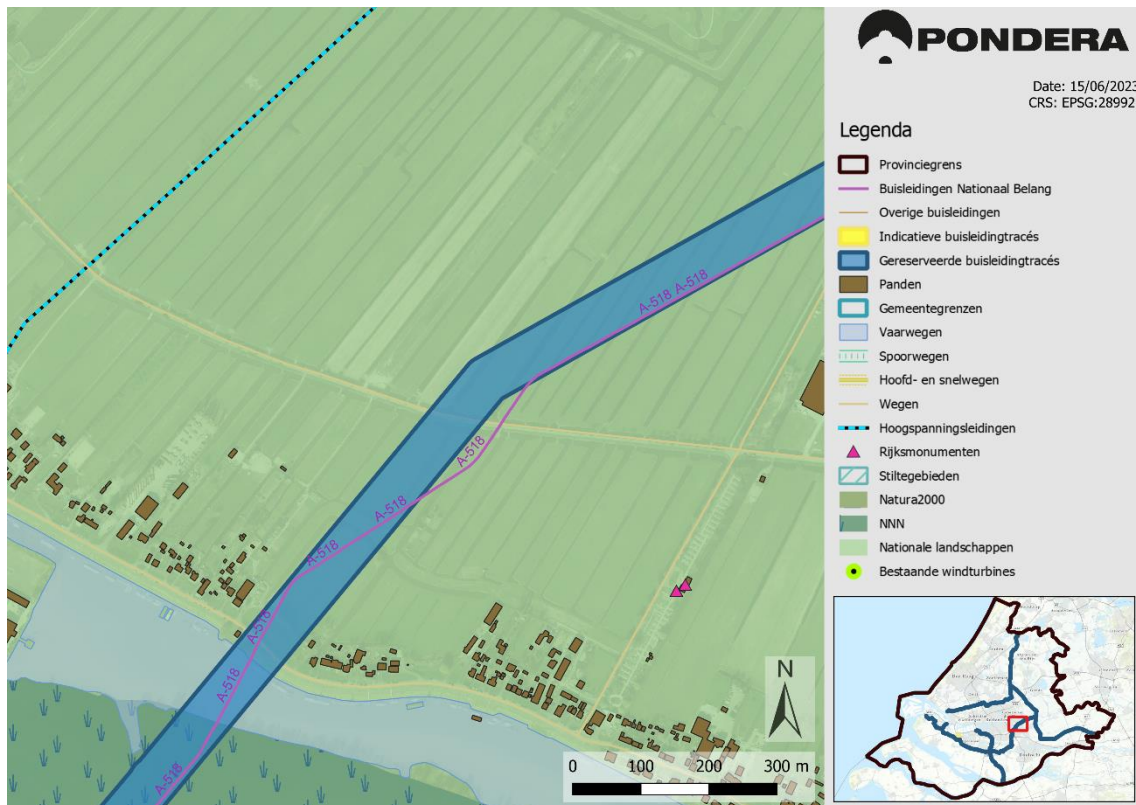 PONDERA
Date: 15/06/2023
CRS: EPSG:28992
Legenda
Provinciegrens
Buisleidingen Nationaal Belang
Overige buisleidingen
Indicatieve buisleidingtracés
Gereserveerde buisleidingtracés
Panden
Gemeentegrenzen
Vaarwegen
Spoorwegen
Hoofd- en snelwegen
Wegen
Hoogspanningsleidingen
Rijksmonumenten
Stiltegebieden
Natura2000
NNN
Nationale landschappen
Bestaande windturbines
A-518 A-518
A-518
A-518
A-518
A-518
A-518
A-518
N
0 100 200 300 m